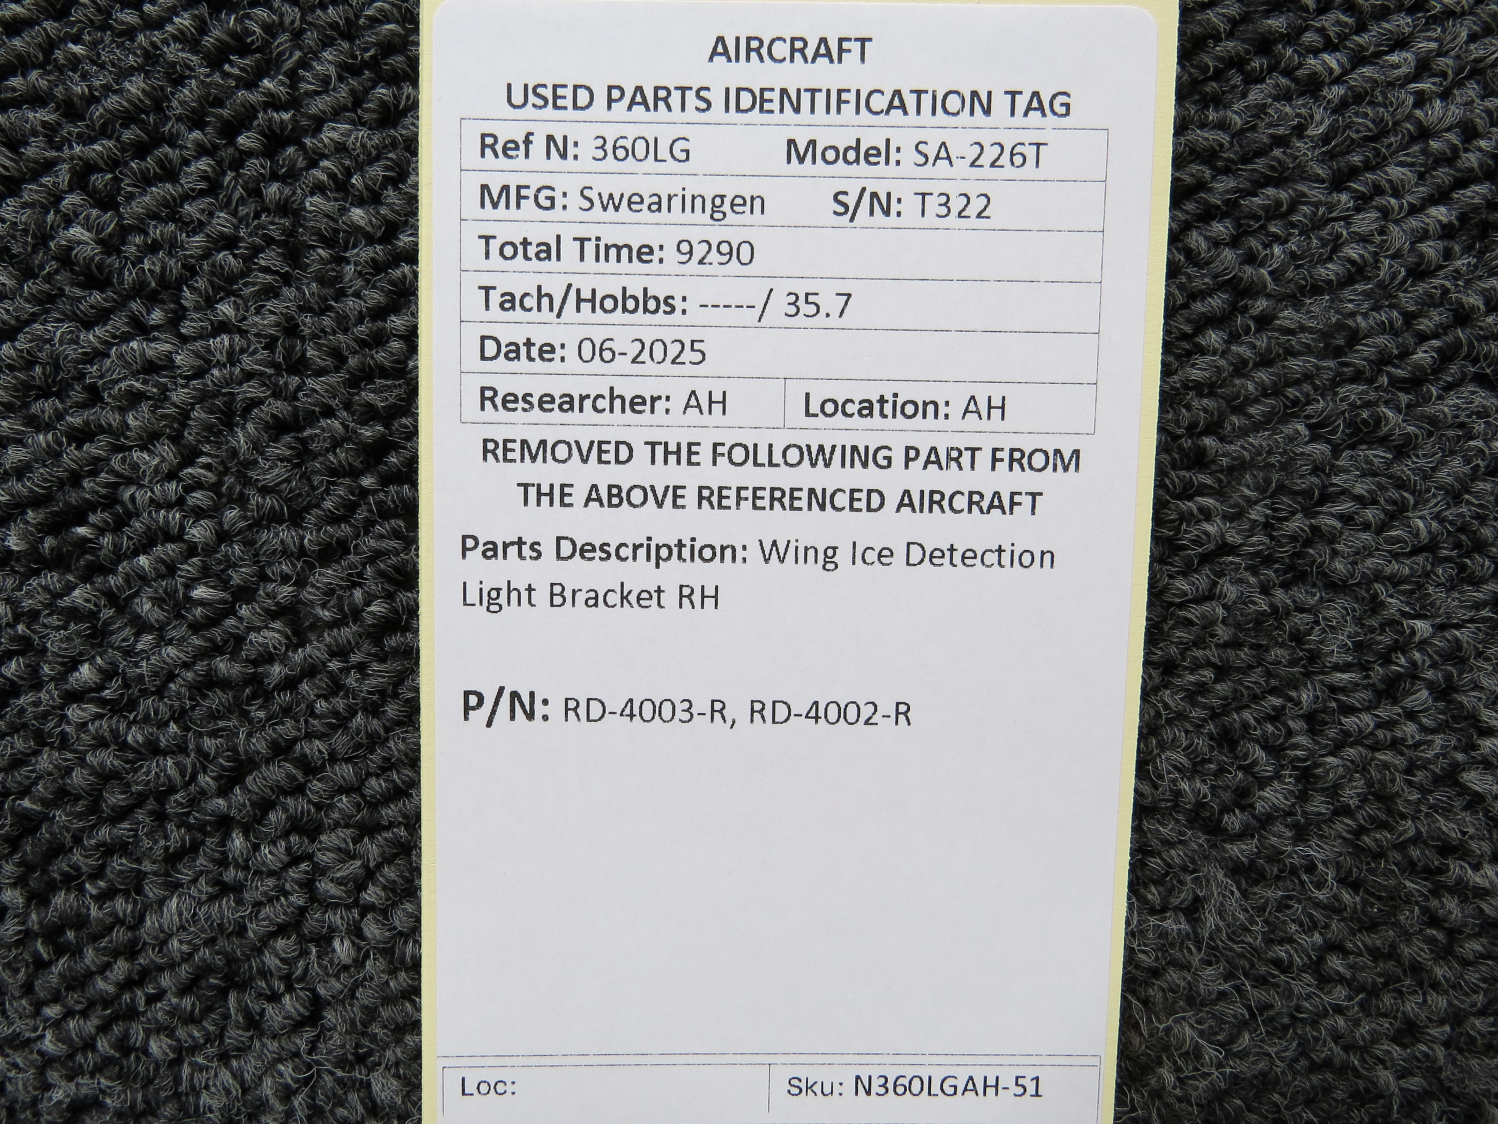 AIRCRAFT
USED PARTS IDENTIFICATION TAG
Ref N: 360LG Model: SA-226T
MFG: Swearingen S/N: T322
Total Time: 9290
Tach/Hobbs: -----/ 35.7
Date: 06-2025
Researcher: AH Location: AH
REMOVED THE FOLLOWING PART FROM
THE ABOVE REFERENCED AIRCRAFT
Parts Description: Wing Ice Detection
Light Bracket RH
P/N: RD-4003-R, RD-4002-R
Loc: Sku: N360LGAH-51